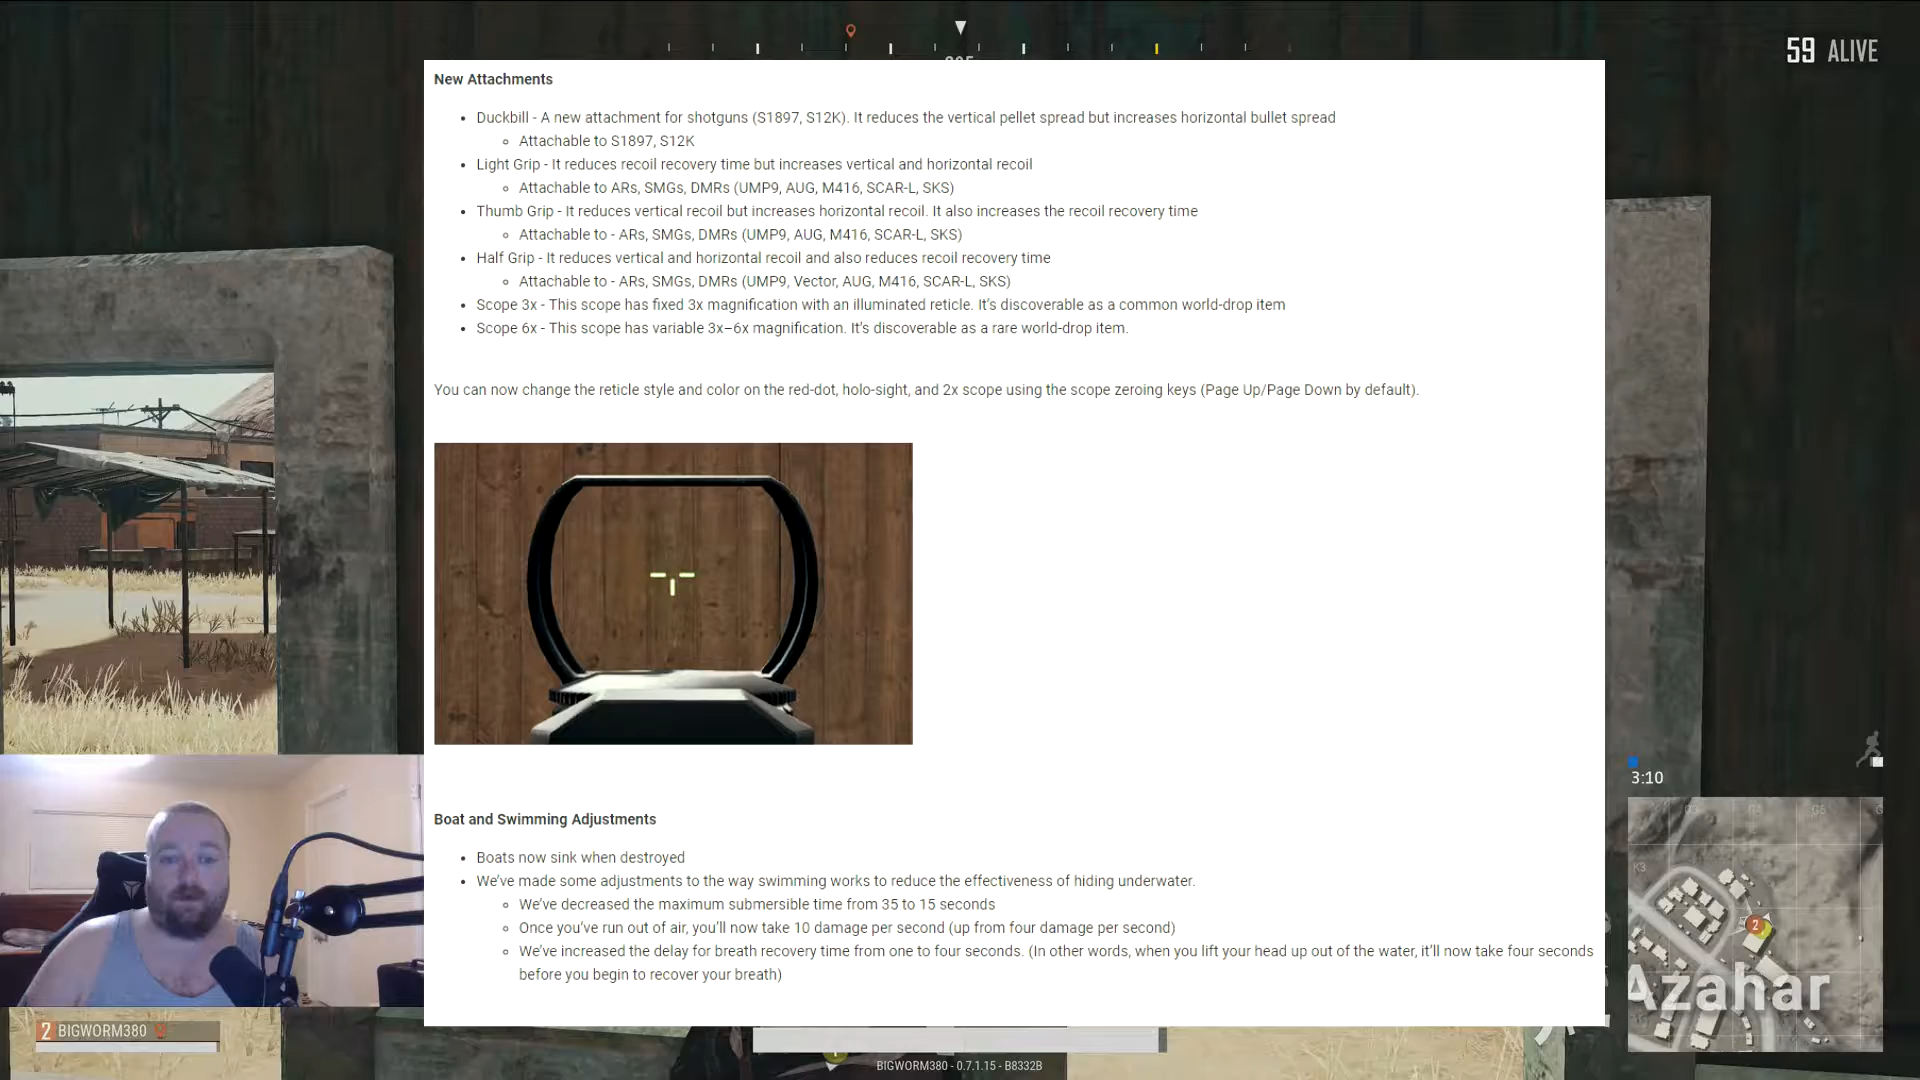 59 ALIVE
New Attachments
Duckbill - A new attachment for shotguns (S1897, S12K). It reduces the vertical pellet spread but increases horizontal bullet spread
Attachable to S1897, S12K
Light Grip - It reduces recoil recovery time but increases vertical and horizontal recoil
Attachable to ARs, SMGs, DMRs (UMP9, AUG, M416, SCAR-L, SKS)
Thumb Grip - It reduces vertical recoil but increases horizontal recoil. It also increases the recoil recovery time
Attachable to - ARs, SMGs, DMRs (UMP9, AUG, M416, SCAR-L, SKS)
Half Grip - It reduces vertical and horizontal recoil and also reduces recoil recovery time
Attachable to - ARs, SMGs, DMRs (UMP9, Vector, AUG, M416, SCAR-L, SKS)
Scope 3x - This scope has fixed 3x magnification with an illuminated reticle. It's discoverable as a common world-drop item
Scope 6x - This scope has variable 3x–6x magnification. It's discoverable as a rare world-drop item.
You can now change the reticle style and color on the red-dot, holo-sight, and 2x scope using the scope zeroing keys (Page Up/Page Down by default).
Boat and Swimming Adjustments
Boats now sink when destroyed
We've made some adjustments to the way swimming works to reduce the effectiveness of hiding underwater.
We've decreased the maximum submersible time from 35 to 15 seconds
Once you've run out of air, you'll now take 10 damage per second (up from four damage per second)
We've increased the delay for breath recovery time from one to four seconds. (In other words, when you lift your head up out of the water, it'll now take four seconds
before you begin to recover your breath)
3:10
K3
2
Azahar
2 BIGWORM380
BIGWORM380 - 0.7.1.15 - B8332B